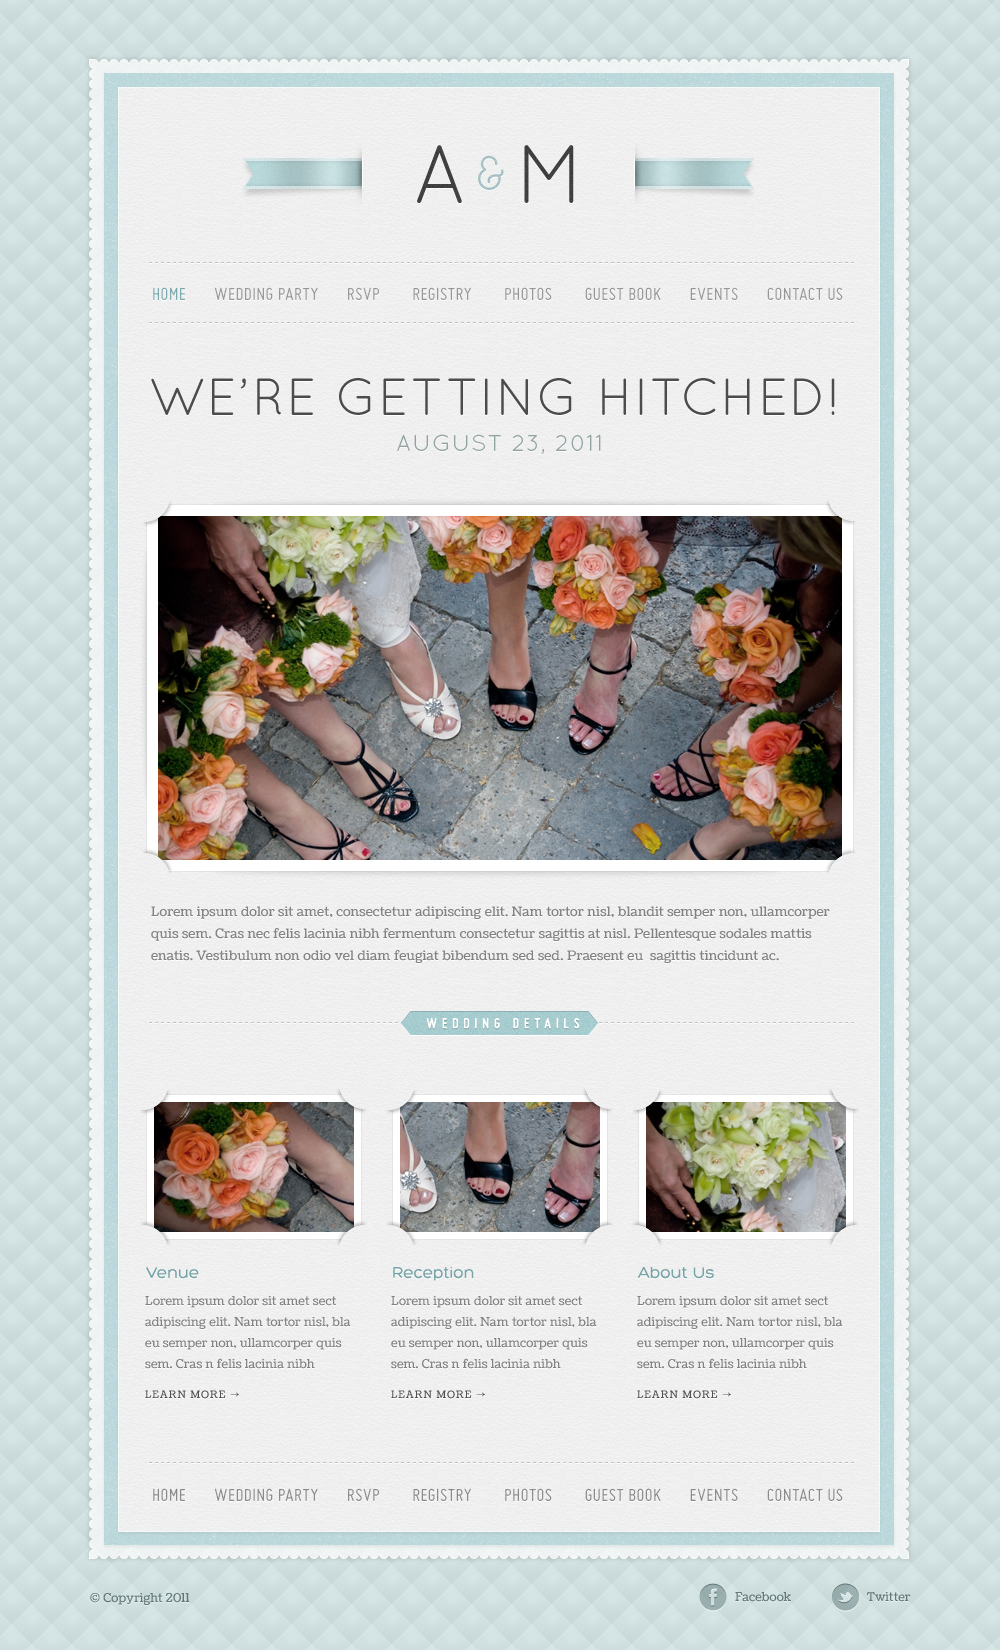 A & M
HOME WEDDING PARTY RSVP REGISTRY PHOTOS GUEST BOOK EVENTS CONTACT US
WE'RE GETTING HITCHED!
AUGUST 23, 2011
Lorem ipsum dolor sit amet, consectetur adipiscing elit. Nam tortor nisl, blandit semper non, ullamcorper
quis sem. Cras nec felis lacinia nibh fermentum consectetur sagittis at nisl. Pellentesque sodales mattis
enatis. Vestibulum non odio vel diam feugiat bibendum sed sed. Praesent eu sagittis tincidunt ac.
WEDDING DETAILS
Venue
Lorem ipsum dolor sit amet sect
adipiscing elit. Nam tortor nisl, bla
eu semper non, ullamcorper quis
sem. Cras n felis lacinia nibh
LEARN MORE →
Reception
Lorem ipsum dolor sit amet sect
adipiscing elit. Nam tortor nisl, bla
eu semper non, ullamcorper quis
sem. Cras n felis lacinia nibh
LEARN MORE →
About Us
Lorem ipsum dolor sit amet sect
adipiscing elit. Nam tortor nisl, bla
eu semper non, ullamcorper quis
sem. Cras n felis lacinia nibh
LEARN MORE →
HOME WEDDING PARTY RSVP REGISTRY PHOTOS GUEST BOOK EVENTS CONTACT US
© Copyright 2011
f Facebook
Twitter